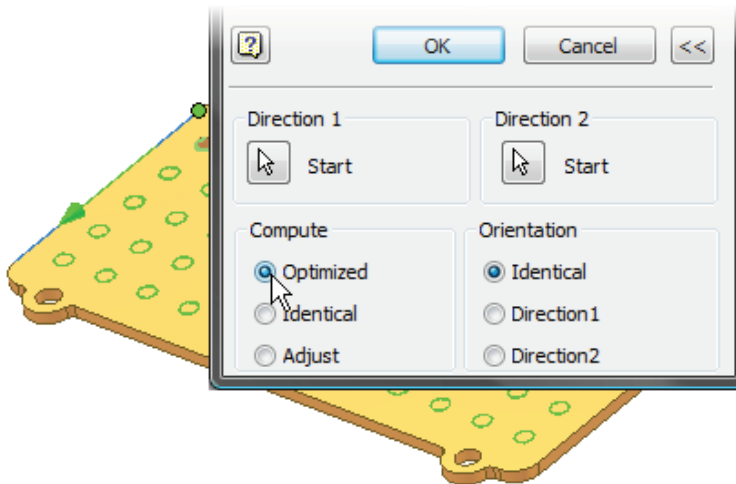 OK Cancel <<
Direction 1 Direction 2
Start Start
Compute Orientation
Optimized Identical
Identical Direction1
Adjust Direction2